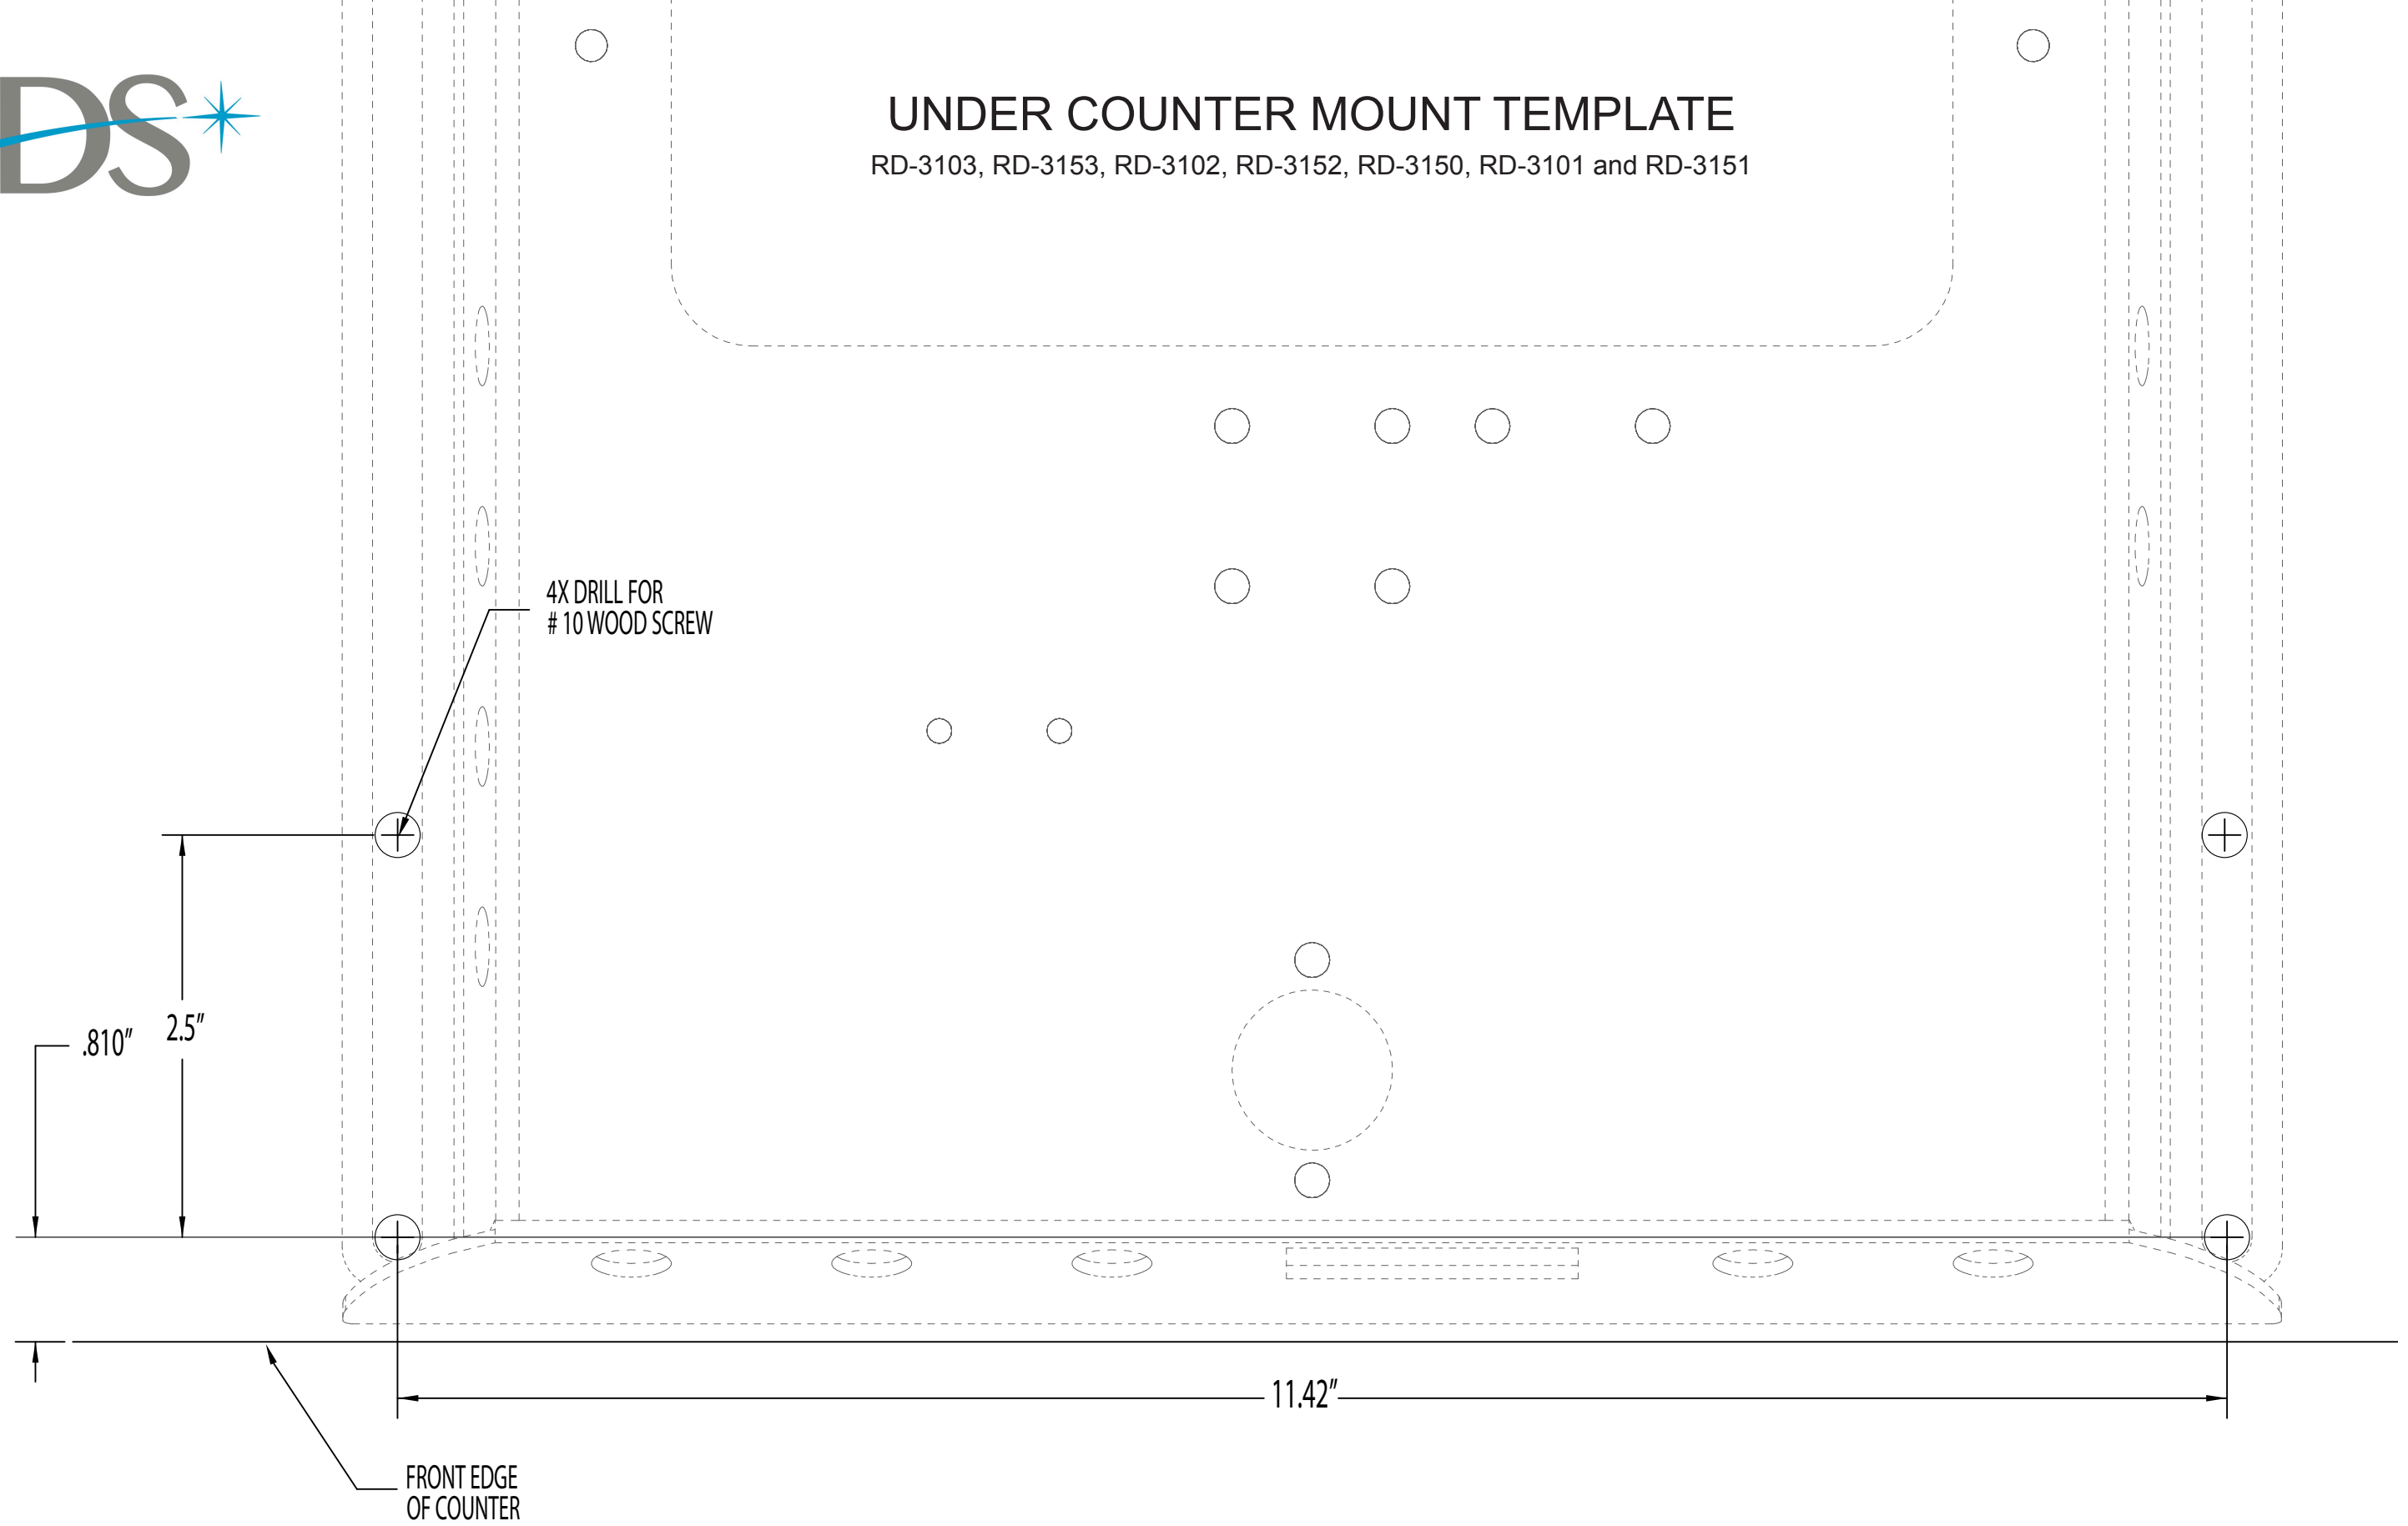 DS
UNDER COUNTER MOUNT TEMPLATE
RD-3103, RD-3153, RD-3102, RD-3152, RD-3150, RD-3101 and RD-3151
4X DRILL FOR
# 10 WOOD SCREW
.810"
2.5"
11.42"
FRONT EDGE
OF COUNTER